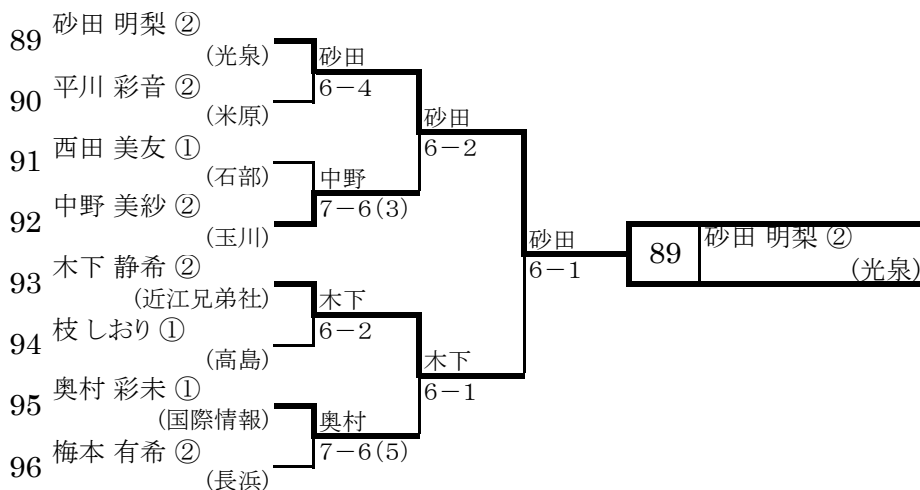 89 砂田 明梨 ②
(光泉)
90 平川 彩音 ②
(米原)
91 西田 美友 ①
(石部)
92 中野 美紗 ②
(玉川)
93 木下 静希 ②
(近江兄弟社)
94 枝 しおり ①
(高島)
95 奥村 彩未 ①
(国際情報)
96 梅本 有希 ②
(長浜)
砂田
6－4
中野
7－6(3)
木下
6－2
奥村
7－6(5)
砂田
6－2
木下
6－1
砂田
6－1
89 砂田 明梨 ②
(光泉)